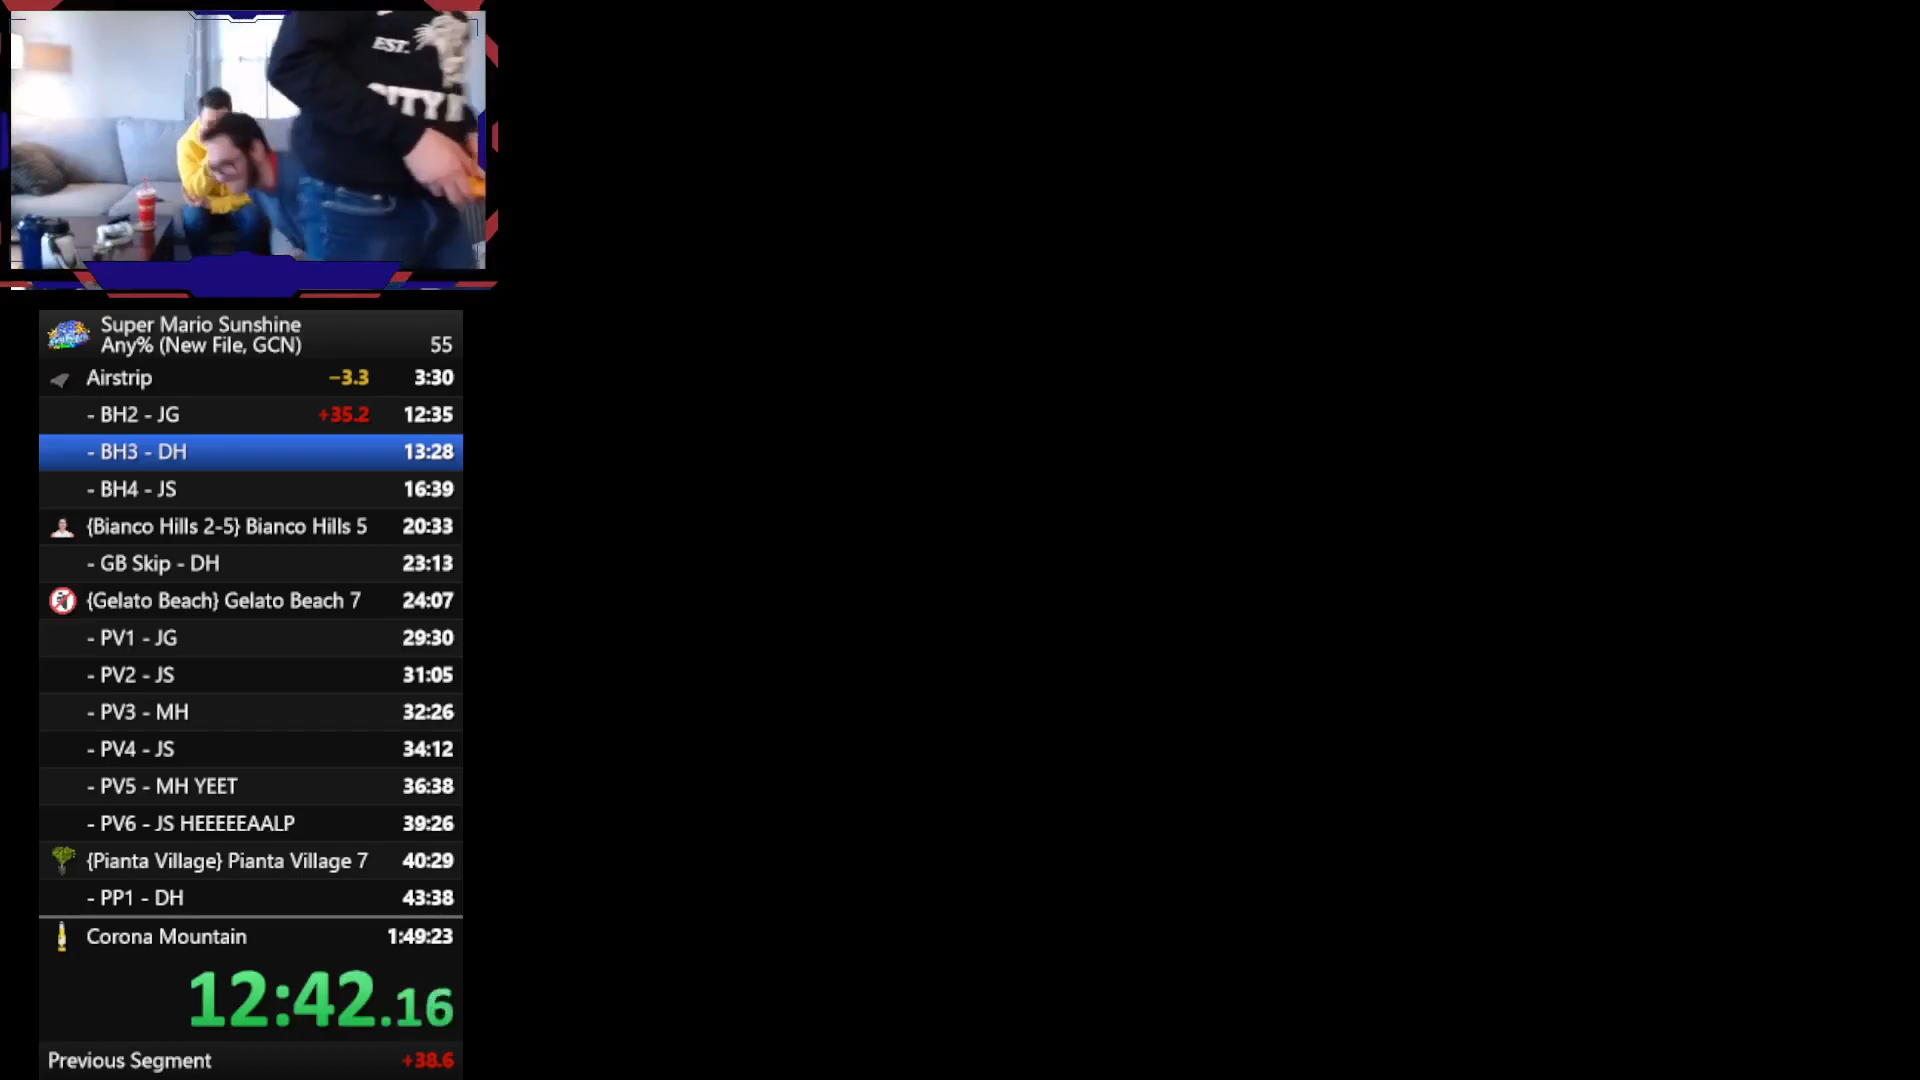 EST.
Super Mario Sunshine
Any% (New File, GCN) 55
Airstrip −3.3 3:30
- BH2 - JG +35.2 12:35
- BH3 - DH 13:28
- BH4 - JS 16:39
{Bianco Hills 2-5} Bianco Hills 5 20:33
- GB Skip - DH 23:13
{Gelato Beach} Gelato Beach 7 24:07
- PV1 - JG 29:30
- PV2 - JS 31:05
- PV3 - MH 32:26
- PV4 - JS 34:12
- PV5 - MH YEET 36:38
- PV6 - JS HEEEEEAALP 39:26
{Pianta Village} Pianta Village 7 40:29
- PP1 - DH 43:38
Corona Mountain 1:49:23
12:42.16
Previous Segment +38.6